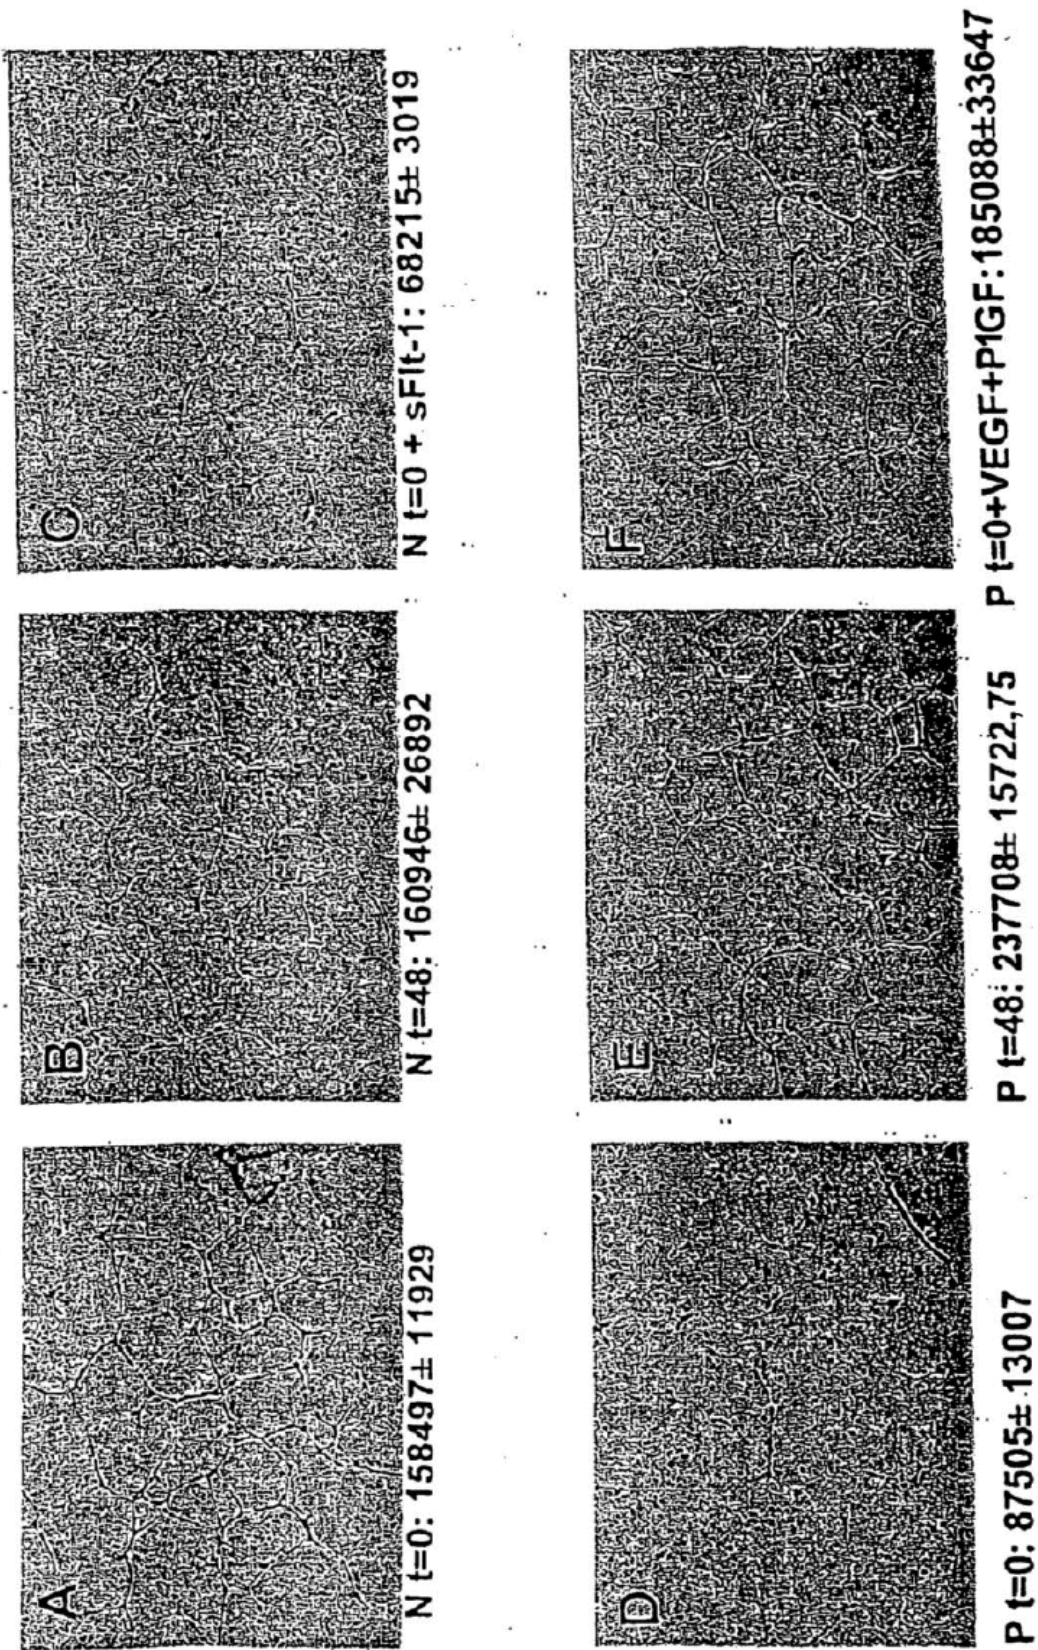 A
B
C
N t=0: 158497± 11929
N t=48: 160946± 26892
N t=0 + sFlt-1: 68215± 3019
D
E
F
P t=0: 87505± 13007
P t=48: 237708± 15722,75
P t=0+VEGF+P1GF:185088±33647